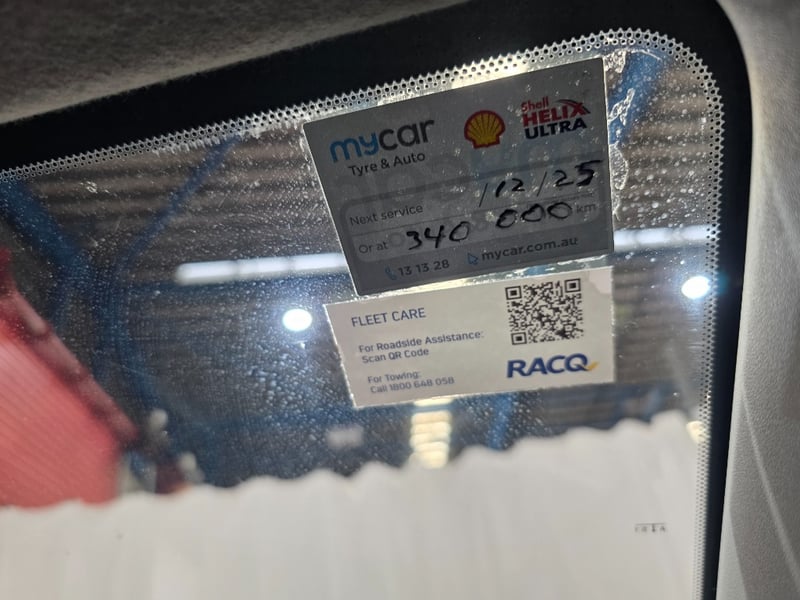 mycar
Tyre & Auto
Shell
HELIX
ULTRA
Next service /12/25
Or at 340 000 km
13 13 28 mycar.com.au
FLEET CARE
For Roadside Assistance:
Scan QR Code
For Towing:
Call 1800 648 058
RACQ